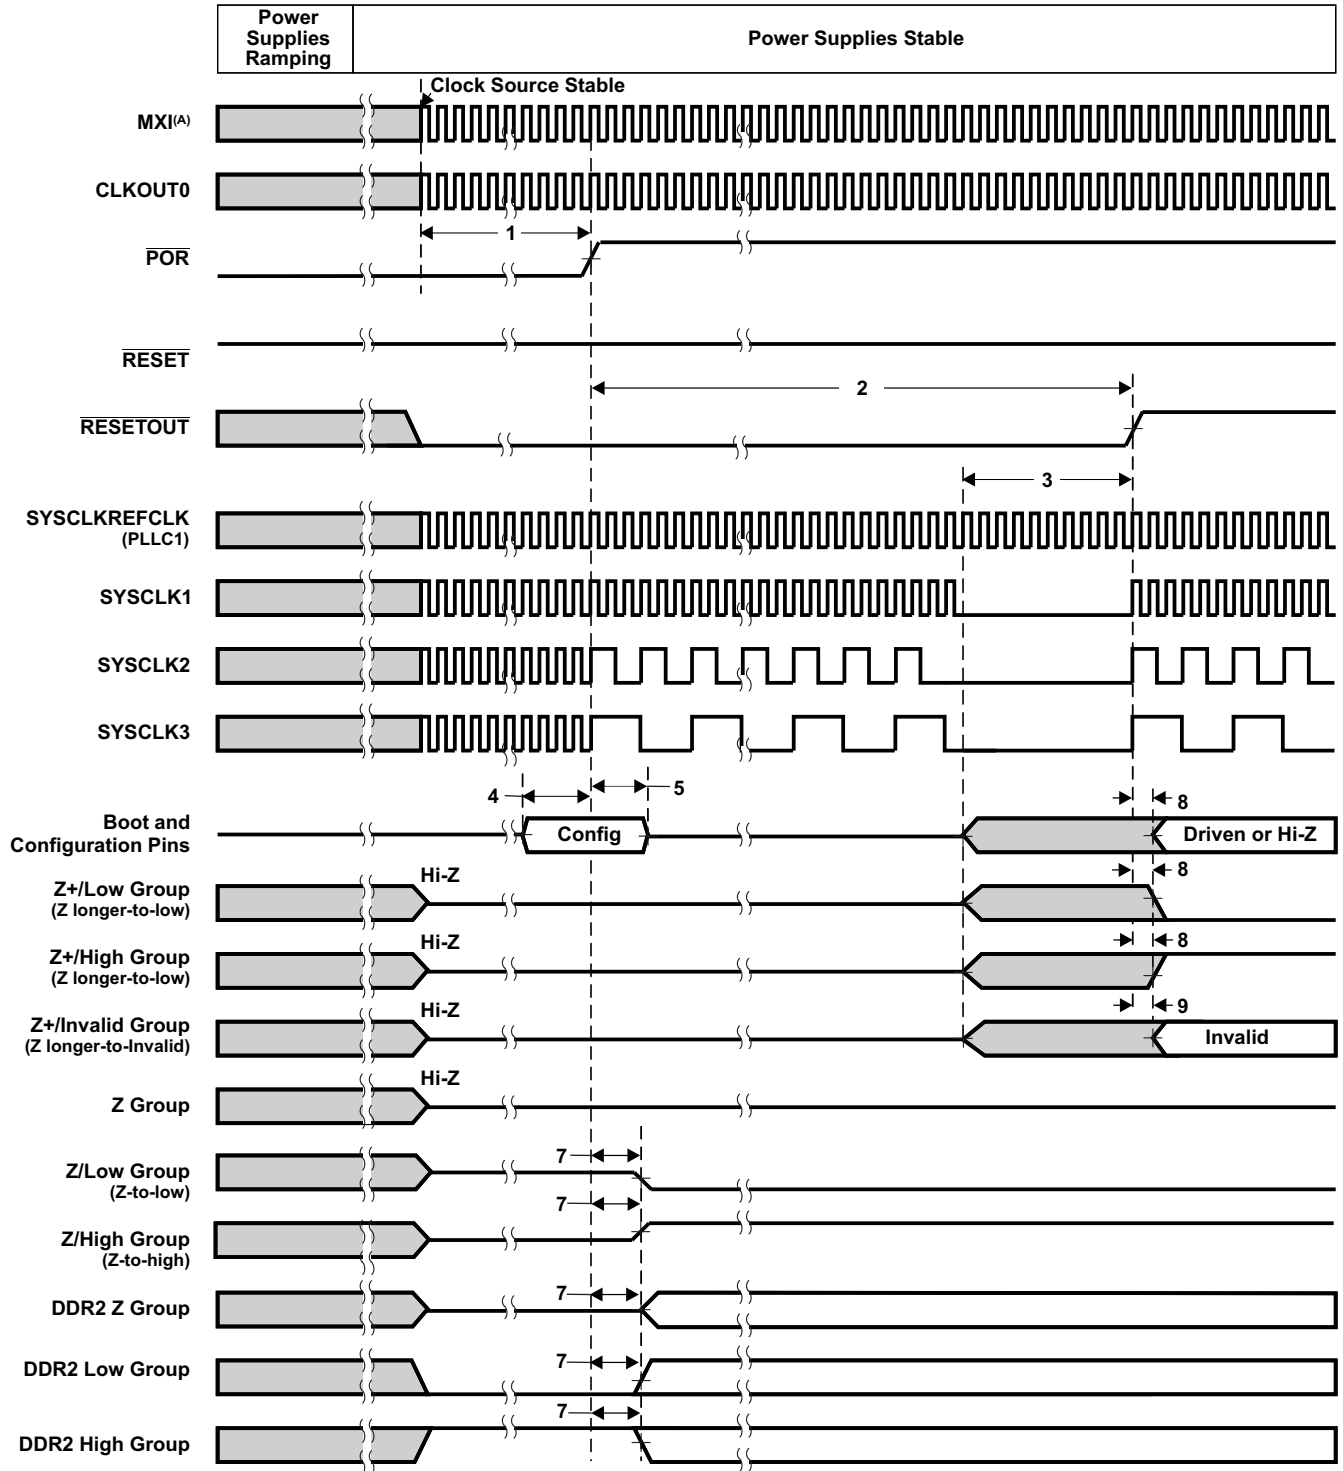 Power
Supplies
Ramping
Power Supplies Stable
Clock Source Stable
MXI(A)
CLKOUT0
1
POR
RESET
2
RESETOUT
3
SYSCLKREFCLK
(PLLC1)
SYSCLK1
SYSCLK2
SYSCLK3
4
5
Boot and
Configuration Pins
Config
8
Driven or Hi-Z
Z+/Low Group
(Z longer-to-low)
Hi-Z
8
Z+/High Group
(Z longer-to-low)
Hi-Z
8
Z+/Invalid Group
(Z longer-to-Invalid)
Hi-Z
9
Invalid
Z Group
Hi-Z
Z/Low Group
(Z-to-low)
7
Z/High Group
(Z-to-high)
7
DDR2 Z Group
7
DDR2 Low Group
7
DDR2 High Group
7